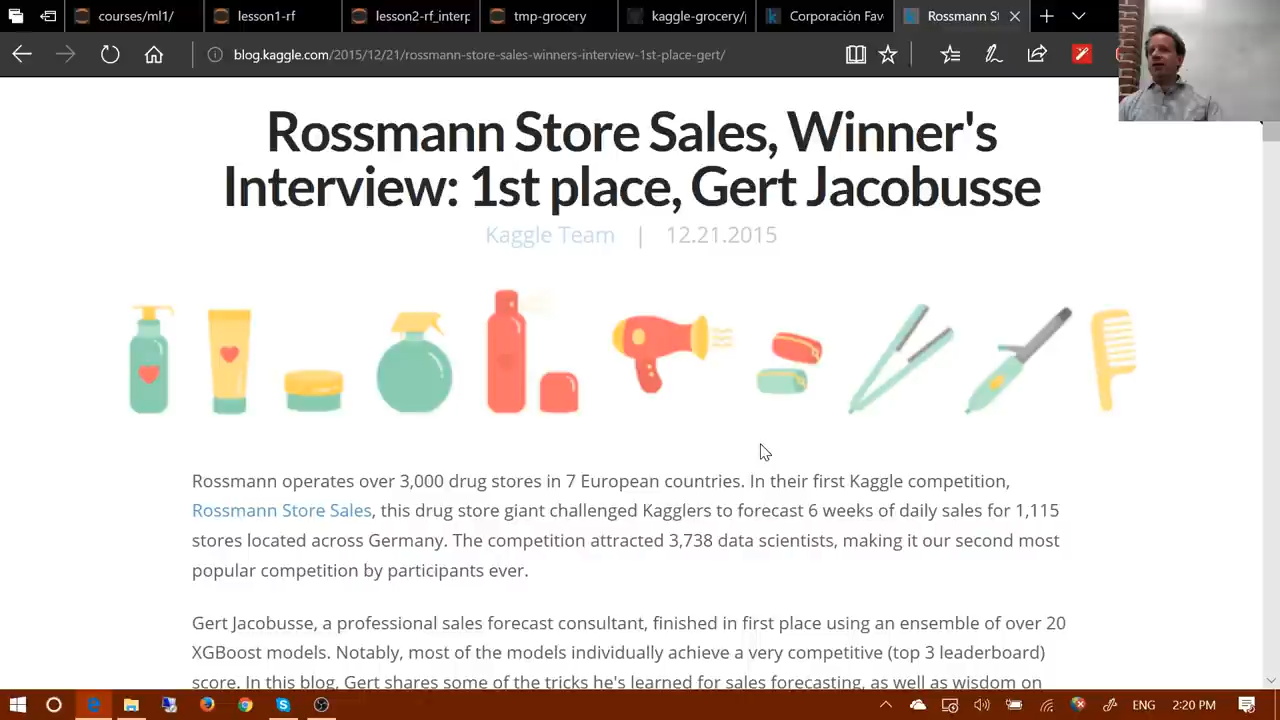 courses/ml1/
lesson1-rf
lesson2-rf_interp
tmp-grocery
kaggle-grocery/
Corporación Fav
Rossmann St
blog.kaggle.com/2015/12/21/rossmann-store-sales-winners-interview-1st-place-gert/
Rossmann Store Sales, Winner's
Interview: 1st place, Gert Jacobusse
Kaggle Team | 12.21.2015
Rossmann operates over 3,000 drug stores in 7 European countries. In their first Kaggle competition,
Rossmann Store Sales, this drug store giant challenged Kagglers to forecast 6 weeks of daily sales for 1,115
stores located across Germany. The competition attracted 3,738 data scientists, making it our second most
popular competition by participants ever.
Gert Jacobusse, a professional sales forecast consultant, finished in first place using an ensemble of over 20
XGBoost models. Notably, most of the models individually achieve a very competitive (top 3 leaderboard)
score. In this blog, Gert shares some of the tricks he's learned for sales forecasting, as well as wisdom on
ENG
2:20 PM